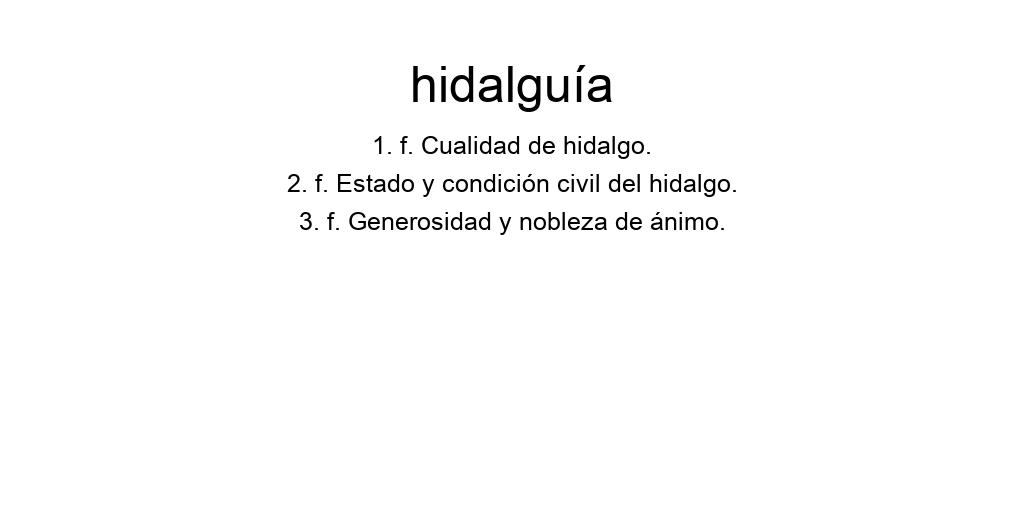 hidalguía
1. f. Cualidad de hidalgo.
2. f. Estado y condición civil del hidalgo.
3. f. Generosidad y nobleza de ánimo.